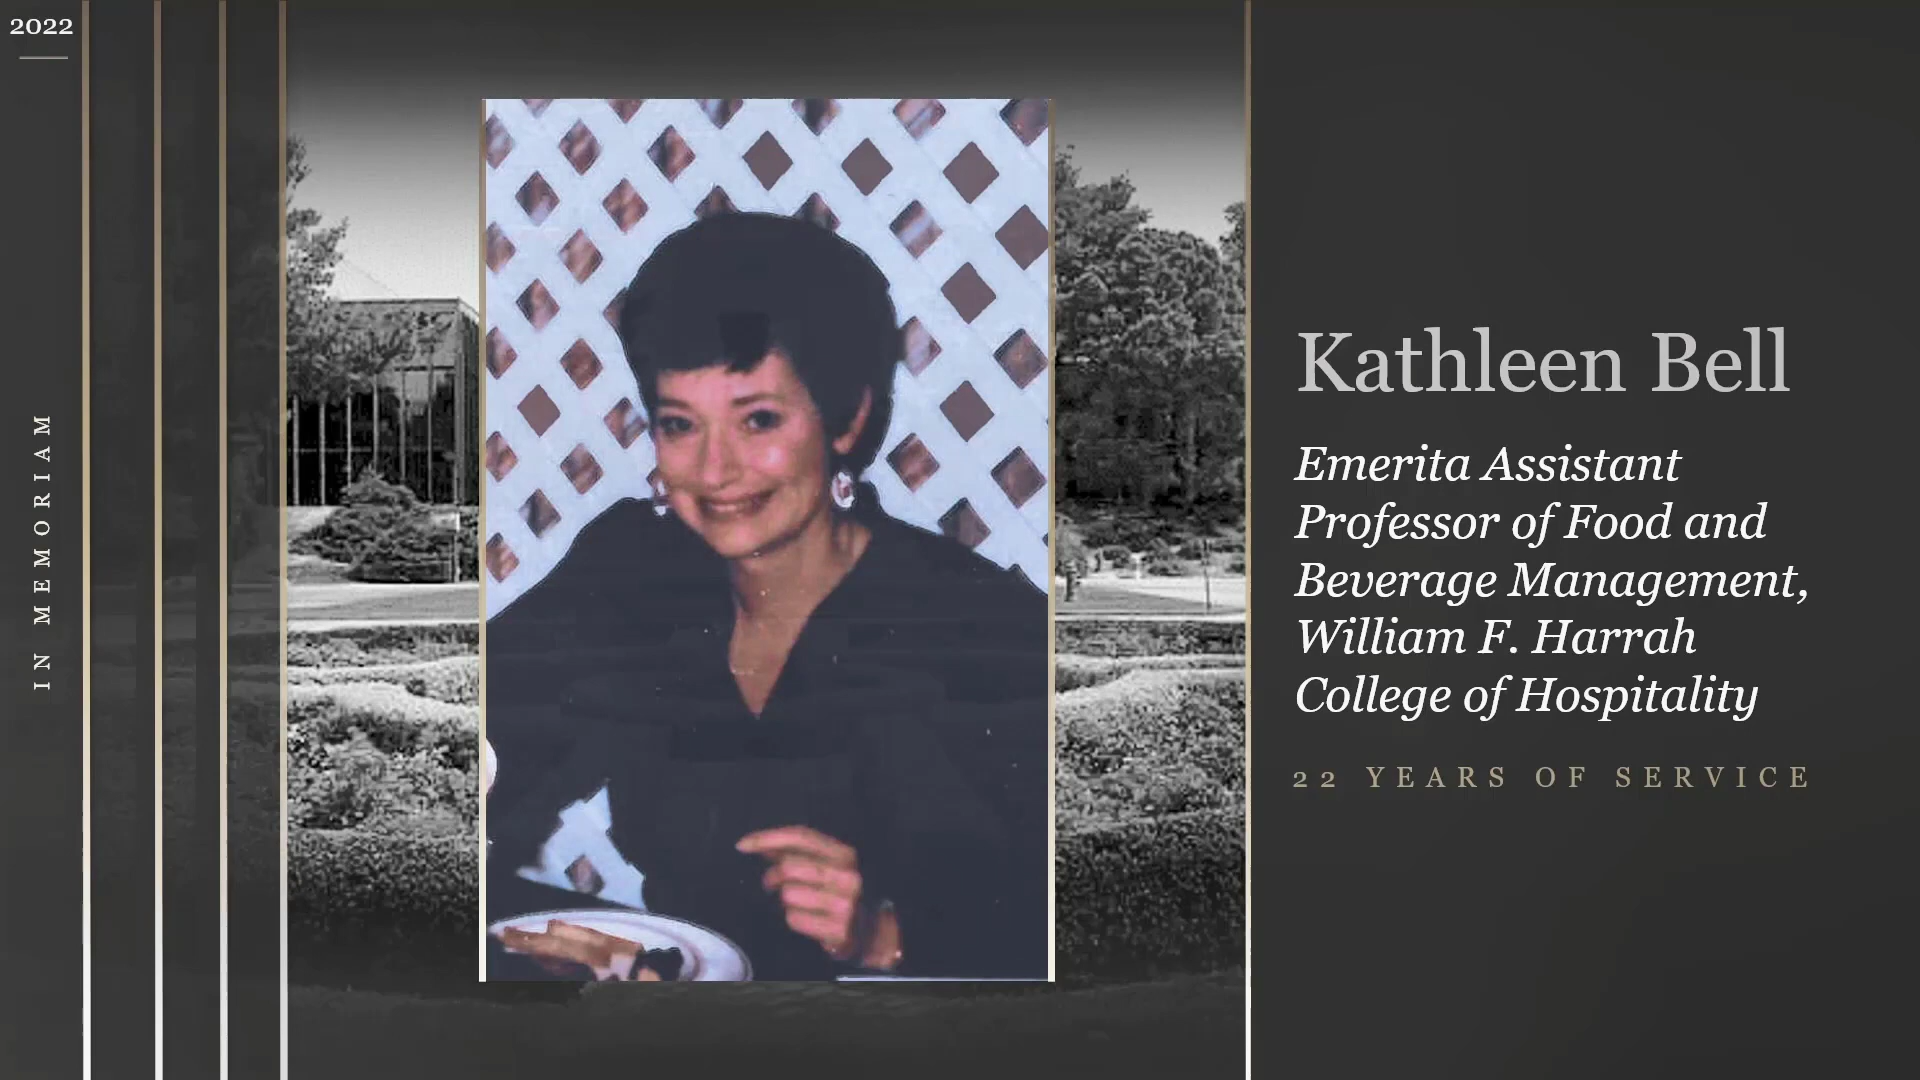 2022
IN MEMORIAM
Kathleen Bell
Emerita Assistant
Professor of Food and
Beverage Management,
William F. Harrah
College of Hospitality
22 YEARS OF SERVICE